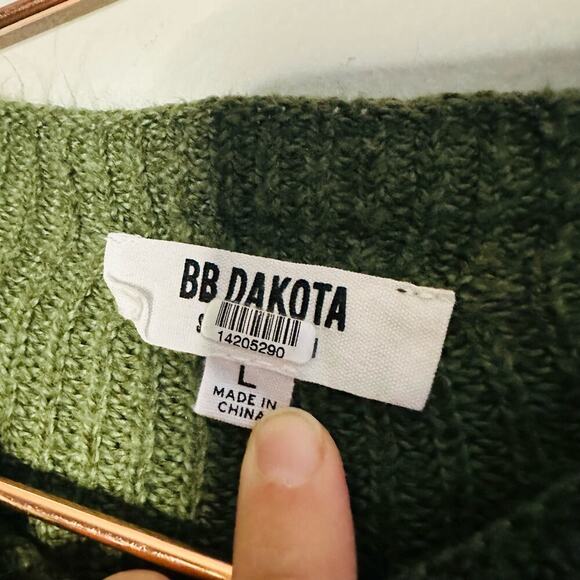 BB DAKOTA
14205290
L
MADE IN
CHINA